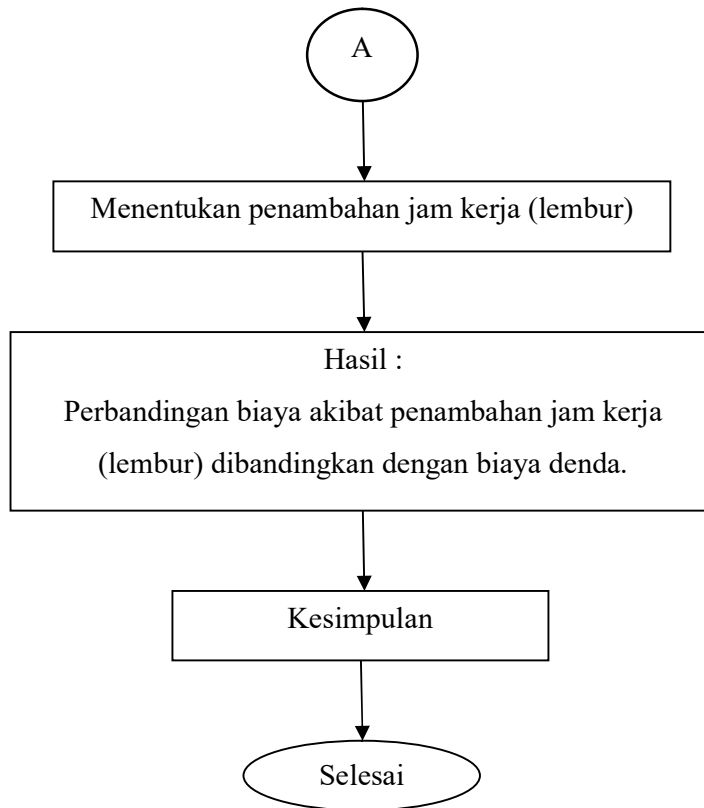 A
Menentukan penambahan jam kerja (lembur)
Hasil :
Perbandingan biaya akibat penambahan jam kerja
(lembur) dibandingkan dengan biaya denda.
Kesimpulan
Selesai